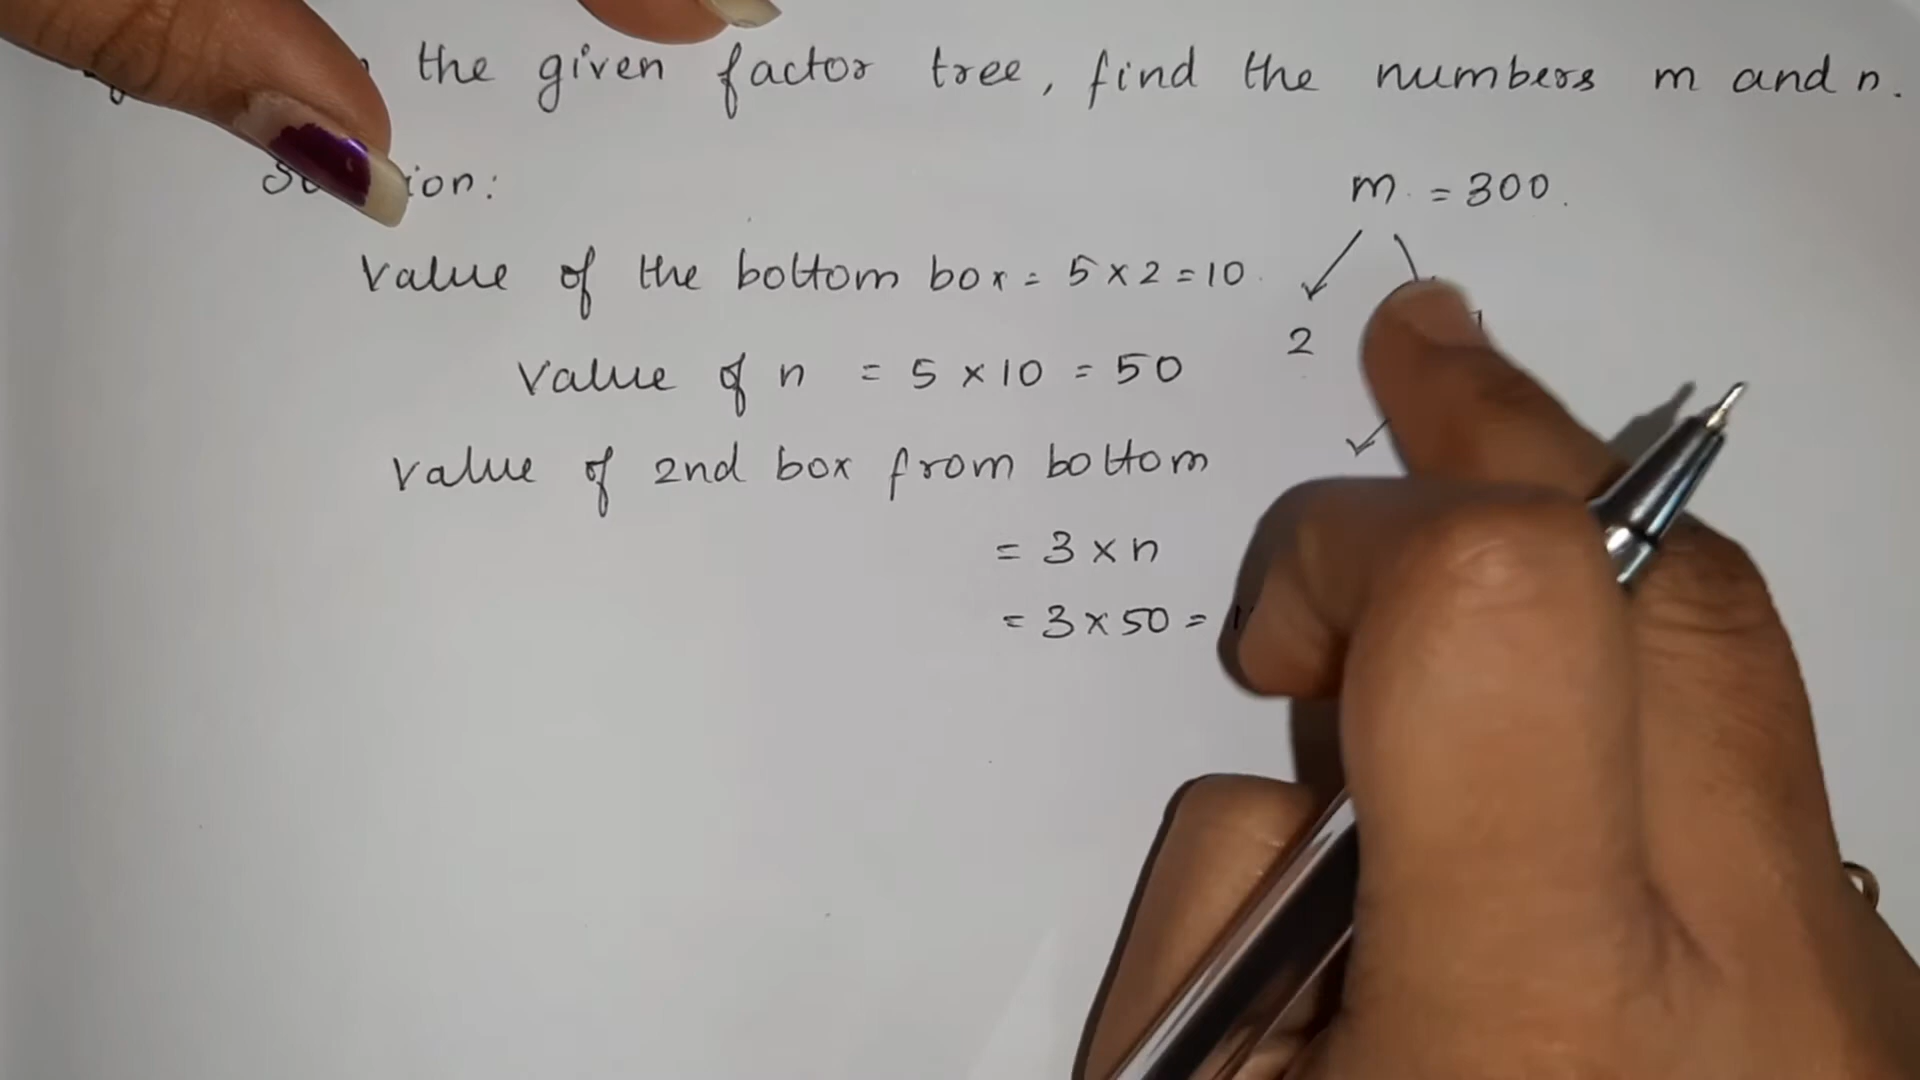 the given factor tree, find the numbers m and n.
ion:
m = 300.
Value of the bottom box = 5 × 2 = 10
2
Value of n = 5 × 10 = 50
Value of 2nd box from bottom
= 3 × n
= 3 × 50 =